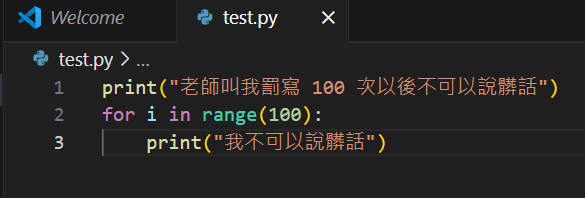 Welcome test.py
test.py > ...
1 print("老師叫我罰寫 100 次以後不可以說髒話")
2 for i in range(100):
3 print("我不可以說髒話")